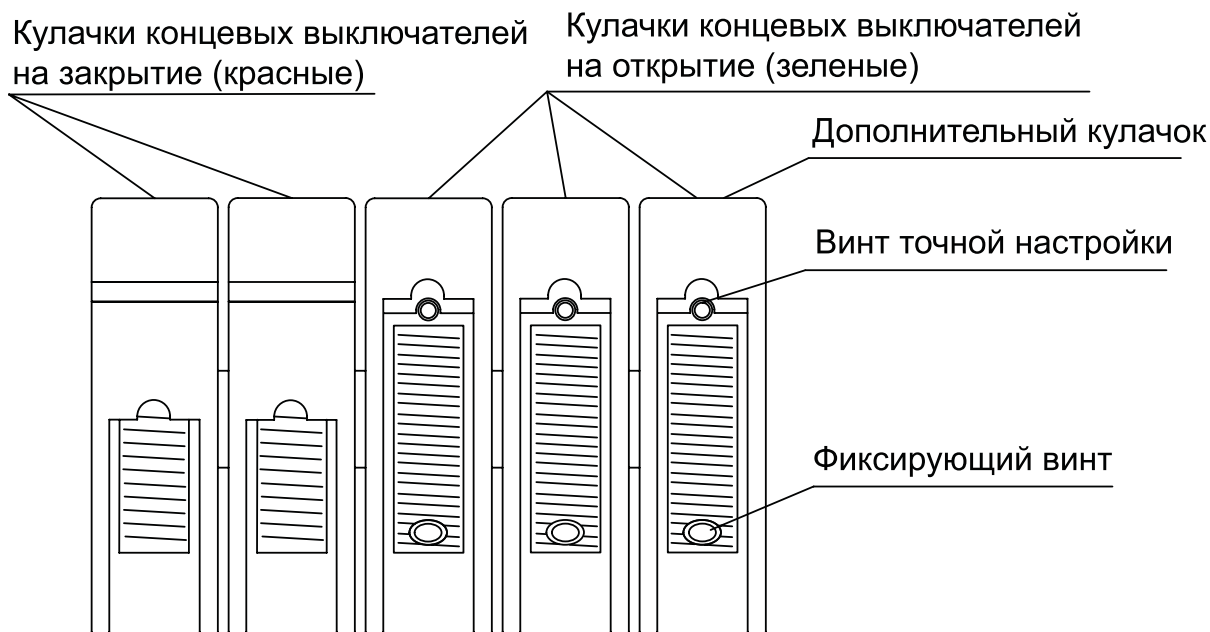 Кулачки концевых выключателей
на закрытие (красные)
Кулачки концевых выключателей
на открытие (зеленые)
Дополнительный кулачок
Винт точной настройки
Фиксирующий винт